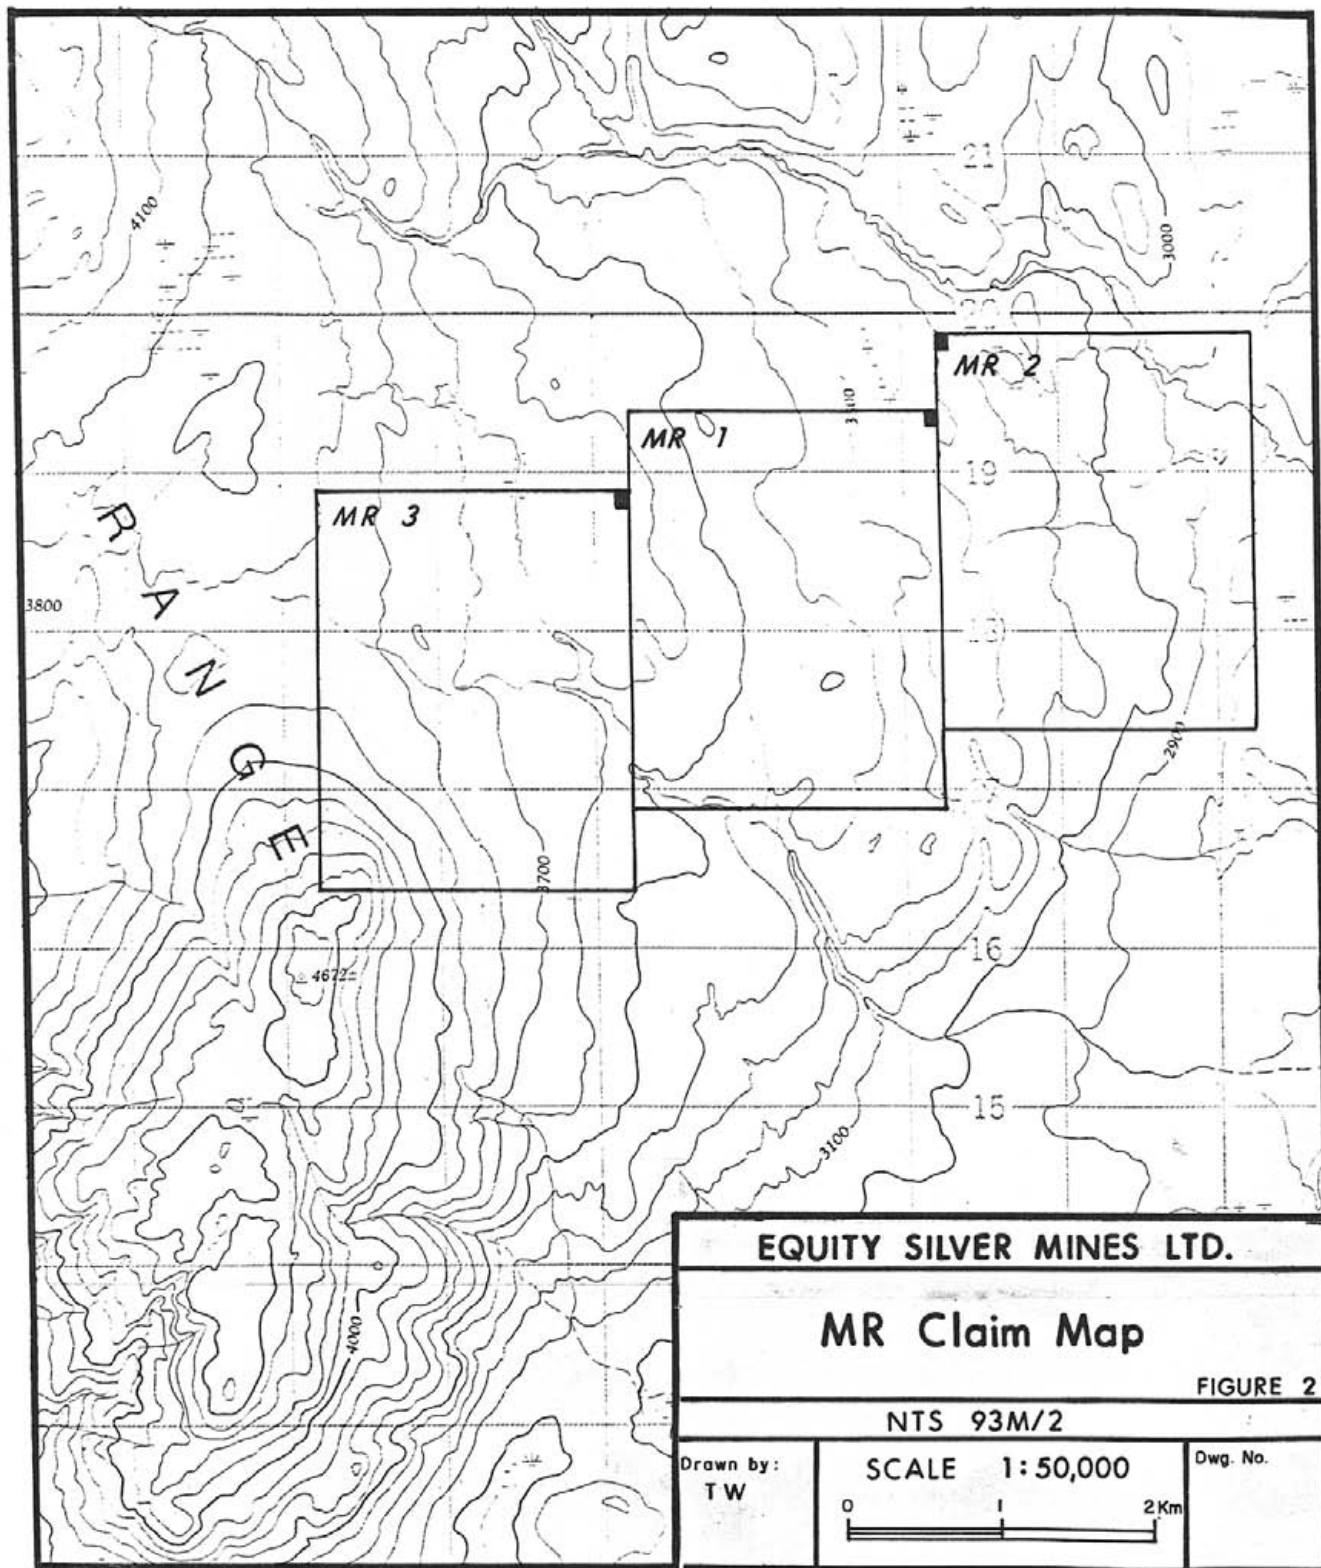 21
4100
3000
20
MR 2
MR 1
19
MR 3
RANGE
3800
2900
3700
16
4672±
15
3100
4000
EQUITY SILVER MINES LTD.
MR Claim Map
FIGURE 2
NTS 93M/2
Drawn by:
TW
SCALE 1:50,000
0 1 2Km
Dwg. No.